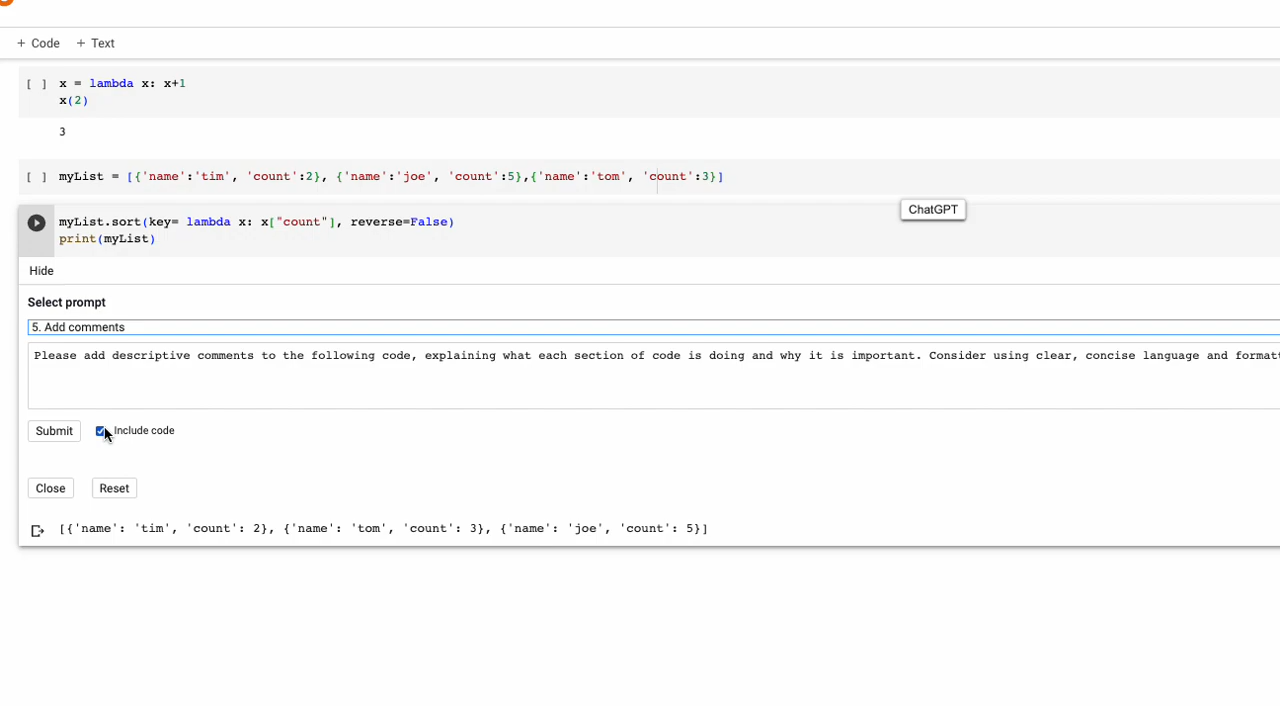 + Code + Text
[ ] x = lambda x: x+1
x(2)
3
[ ] myList = [{'name':'tim', 'count':2}, {'name':'joe', 'count':5},{'name':'tom', 'count':3}]
ChatGPT
myList.sort(key= lambda x: x["count"], reverse=False)
print(myList)
Hide
Select prompt
5. Add comments
Please add descriptive comments to the following code, explaining what each section of code is doing and why it is important. Consider using clear, concise language and formatt
Submit Include code
Close Reset
[{'name': 'tim', 'count': 2}, {'name': 'tom', 'count': 3}, {'name': 'joe', 'count': 5}]